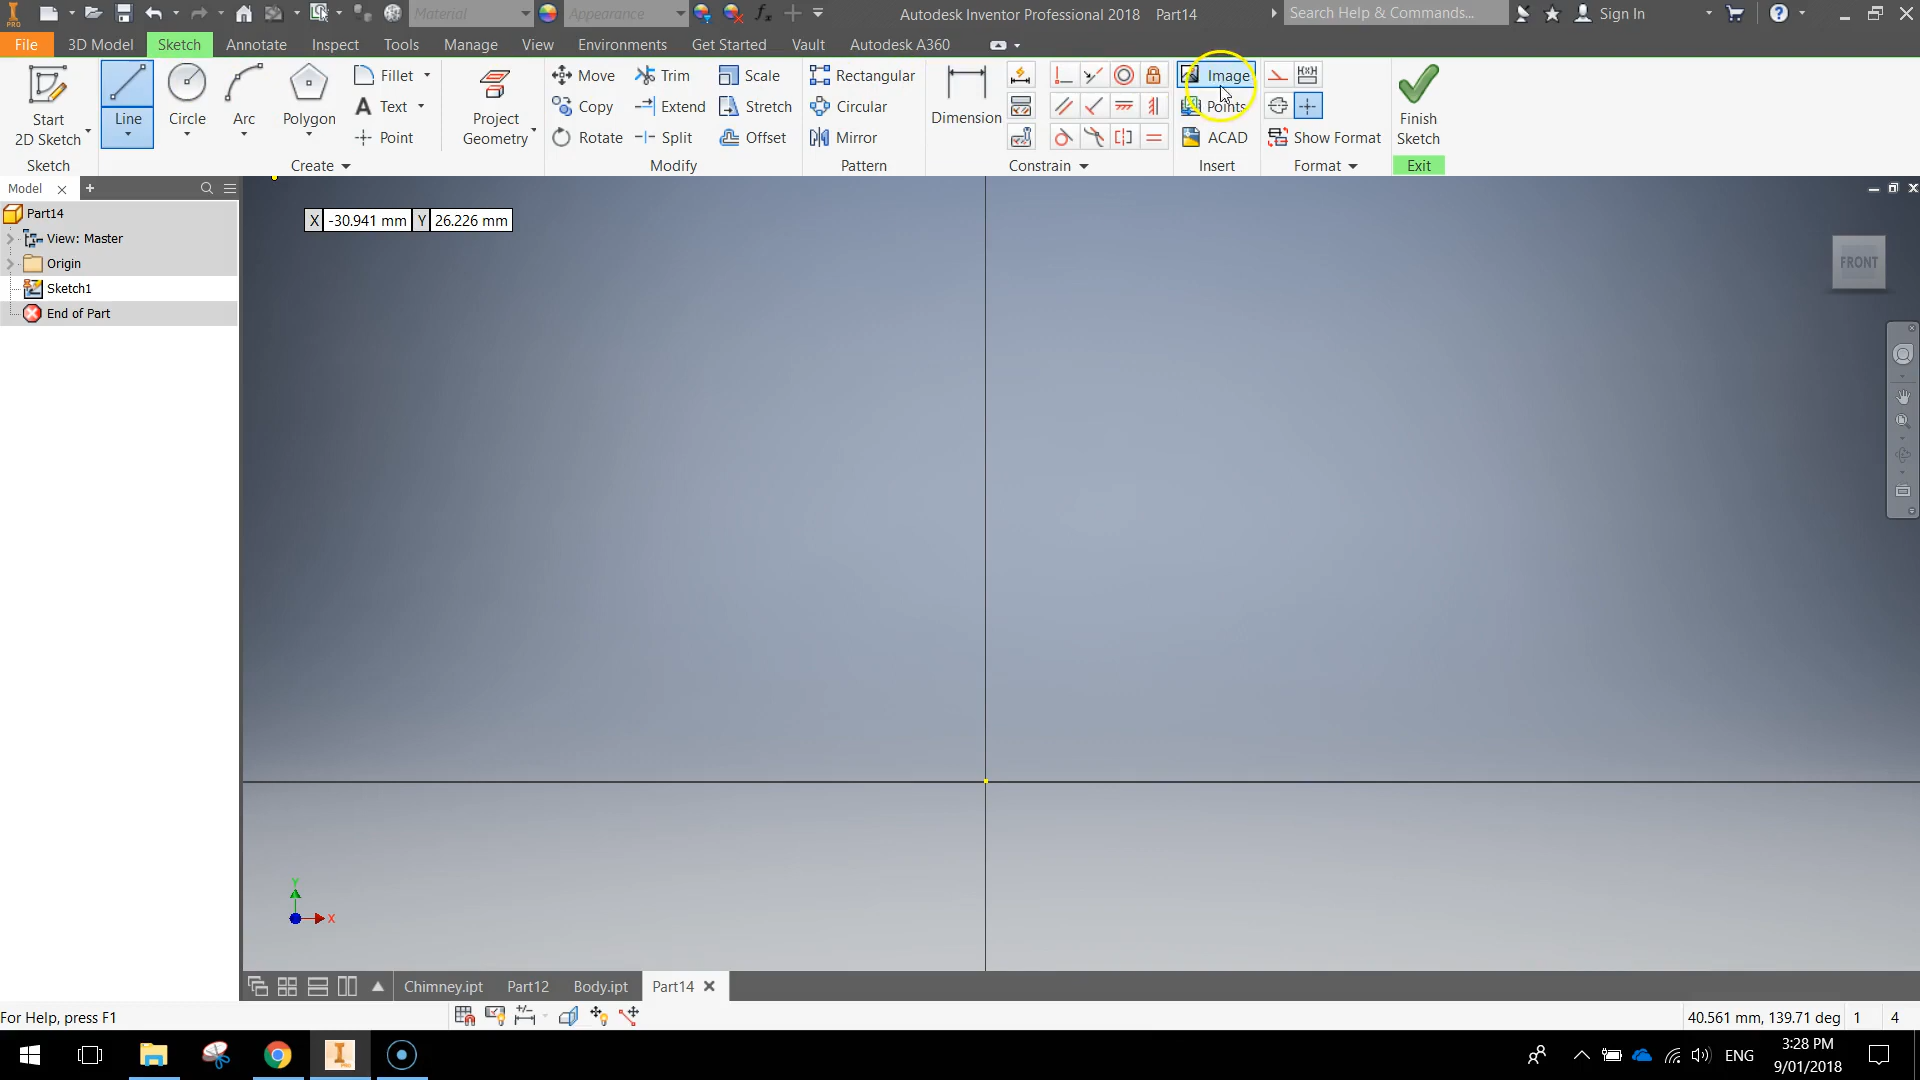 PRO
Material
Appearance
fx
Autodesk Inventor Professional 2018 Part14
Search Help & Commands...
Sign In
File 3D Model Sketch Annotate Inspect Tools Manage View Environments Get Started Vault Autodesk A360
Start
2D Sketch
Line
Circle
Arc
Polygon
Fillet
Text
Point
Project
Geometry
Move Trim Scale
Copy Extend Stretch
Rotate Split Offset
Rectangular
Circular
Mirror
Dimension
Image
Points
ACAD
Show Format
Finish
Sketch
Sketch Create Modify Pattern Constrain Insert Format Exit
Model
Part14
View: Master
Origin
Sketch1
End of Part
X -30.941 mm Y 26.226 mm
FRONT
Y
X
Chimney.ipt Part12 Body.ipt Part14
For Help, press F1
40.561 mm, 139.71 deg 1 4
ENG
3:28 PM
9/01/2018